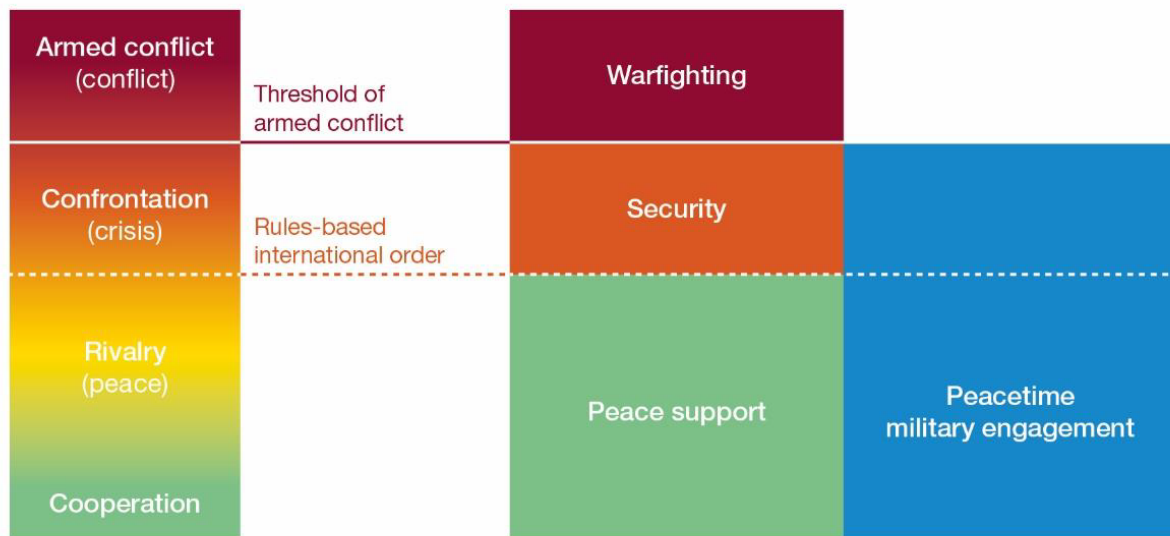 Armed conflict
(conflict)
Threshold of
armed conflict
Warfighting
Confrontation
(crisis)
Rules-based
international order
Security
Rivalry
(peace)
Peace support
Peacetime
military engagement
Cooperation